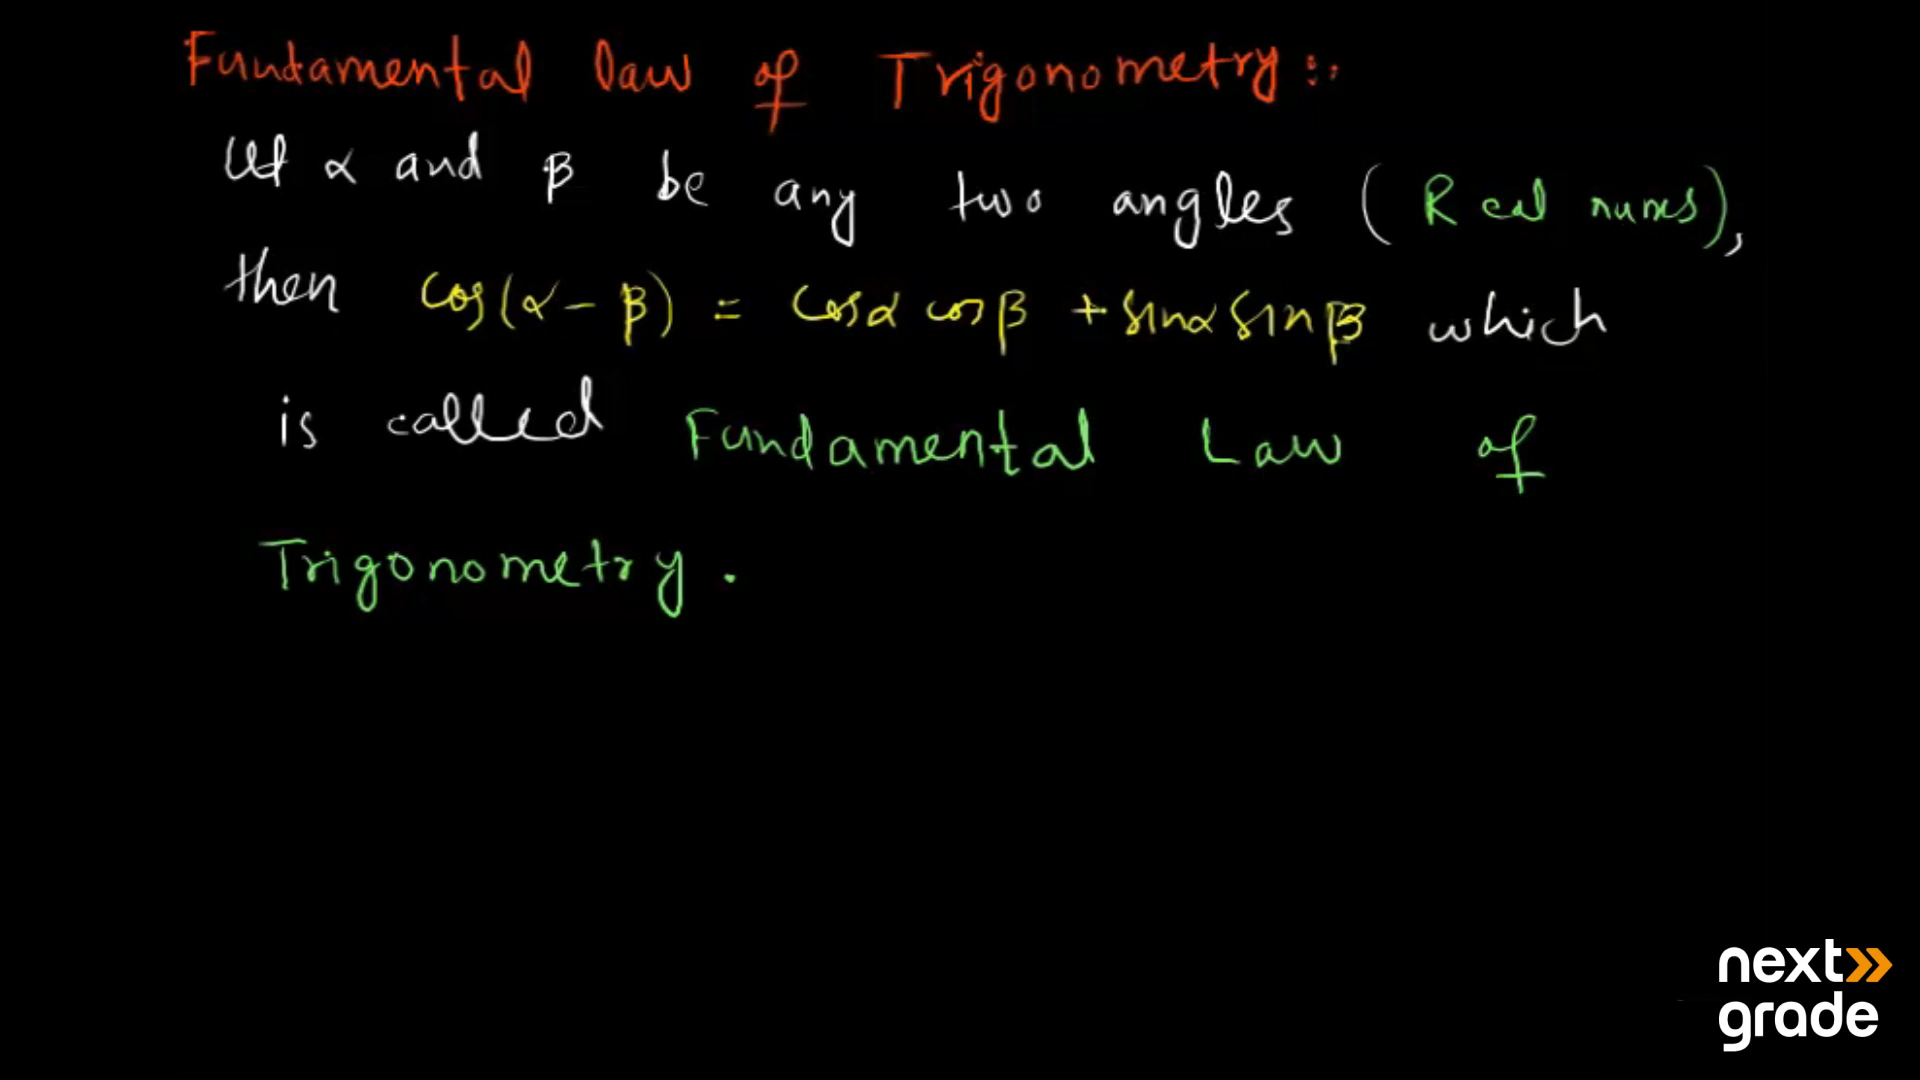 Fundamental law of Trigonometry :.
Let α and β be any two angles (Real nums),
then cos(α - β) = cosα cosβ + sinα sinβ which
is called Fundamental Law of
Trigonometry.
next
grade